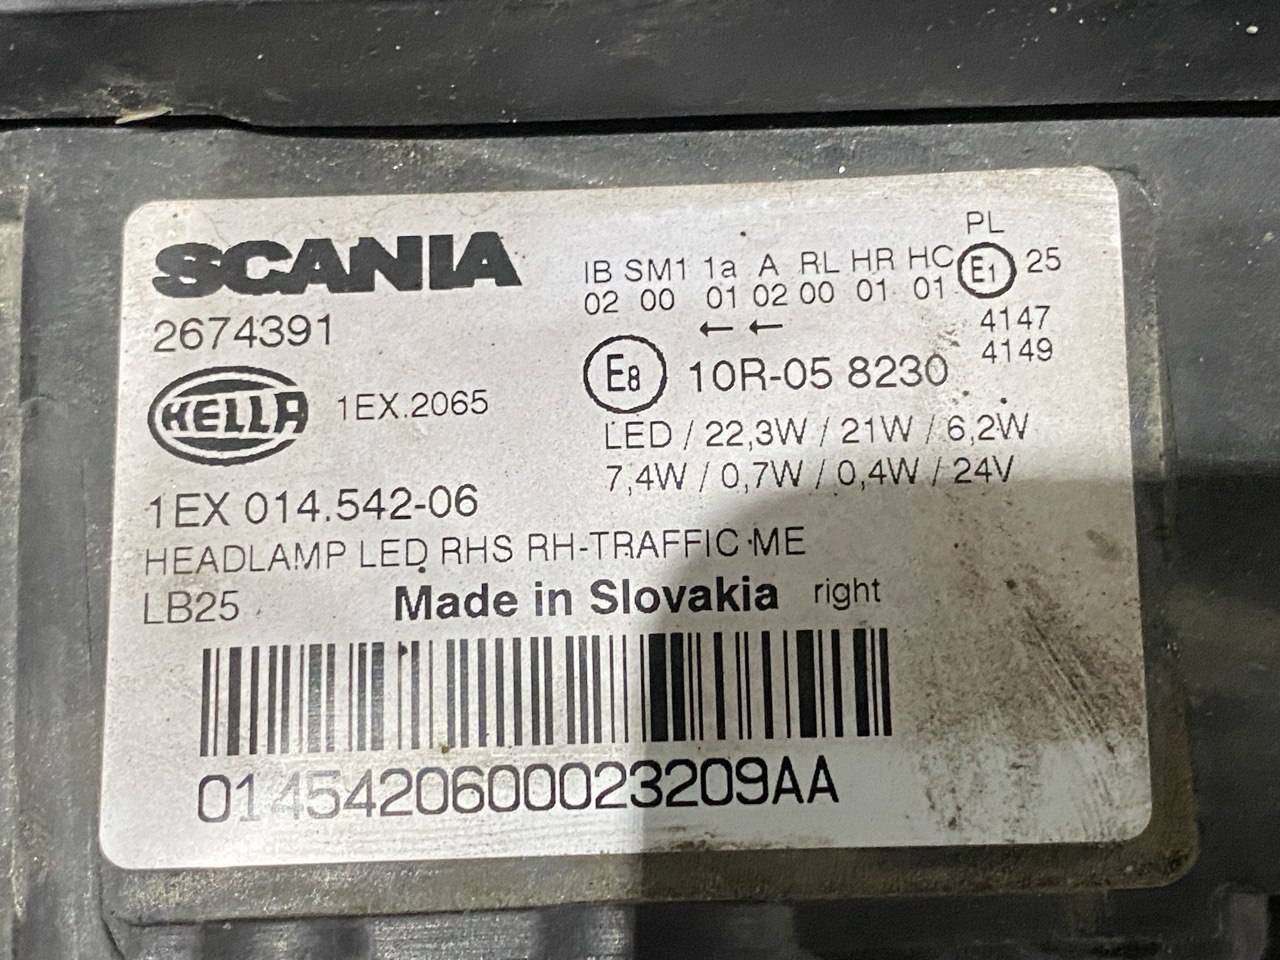 SCANIA
2674391
HELLA 1EX.2065
1EX 014.542-06
HEADLAMP LED RHS RH-TRAFFIC ME
LB25 Made in Slovakia right
0145420600023209AA
PL
IB SM1 1a A RL HR HC E1 25
02 00 01 02 00 01 01
← ← 4147
4149
E8 10R-05 8230
LED / 22,3W / 21W / 6,2W
7,4W / 0,7W / 0,4W / 24V